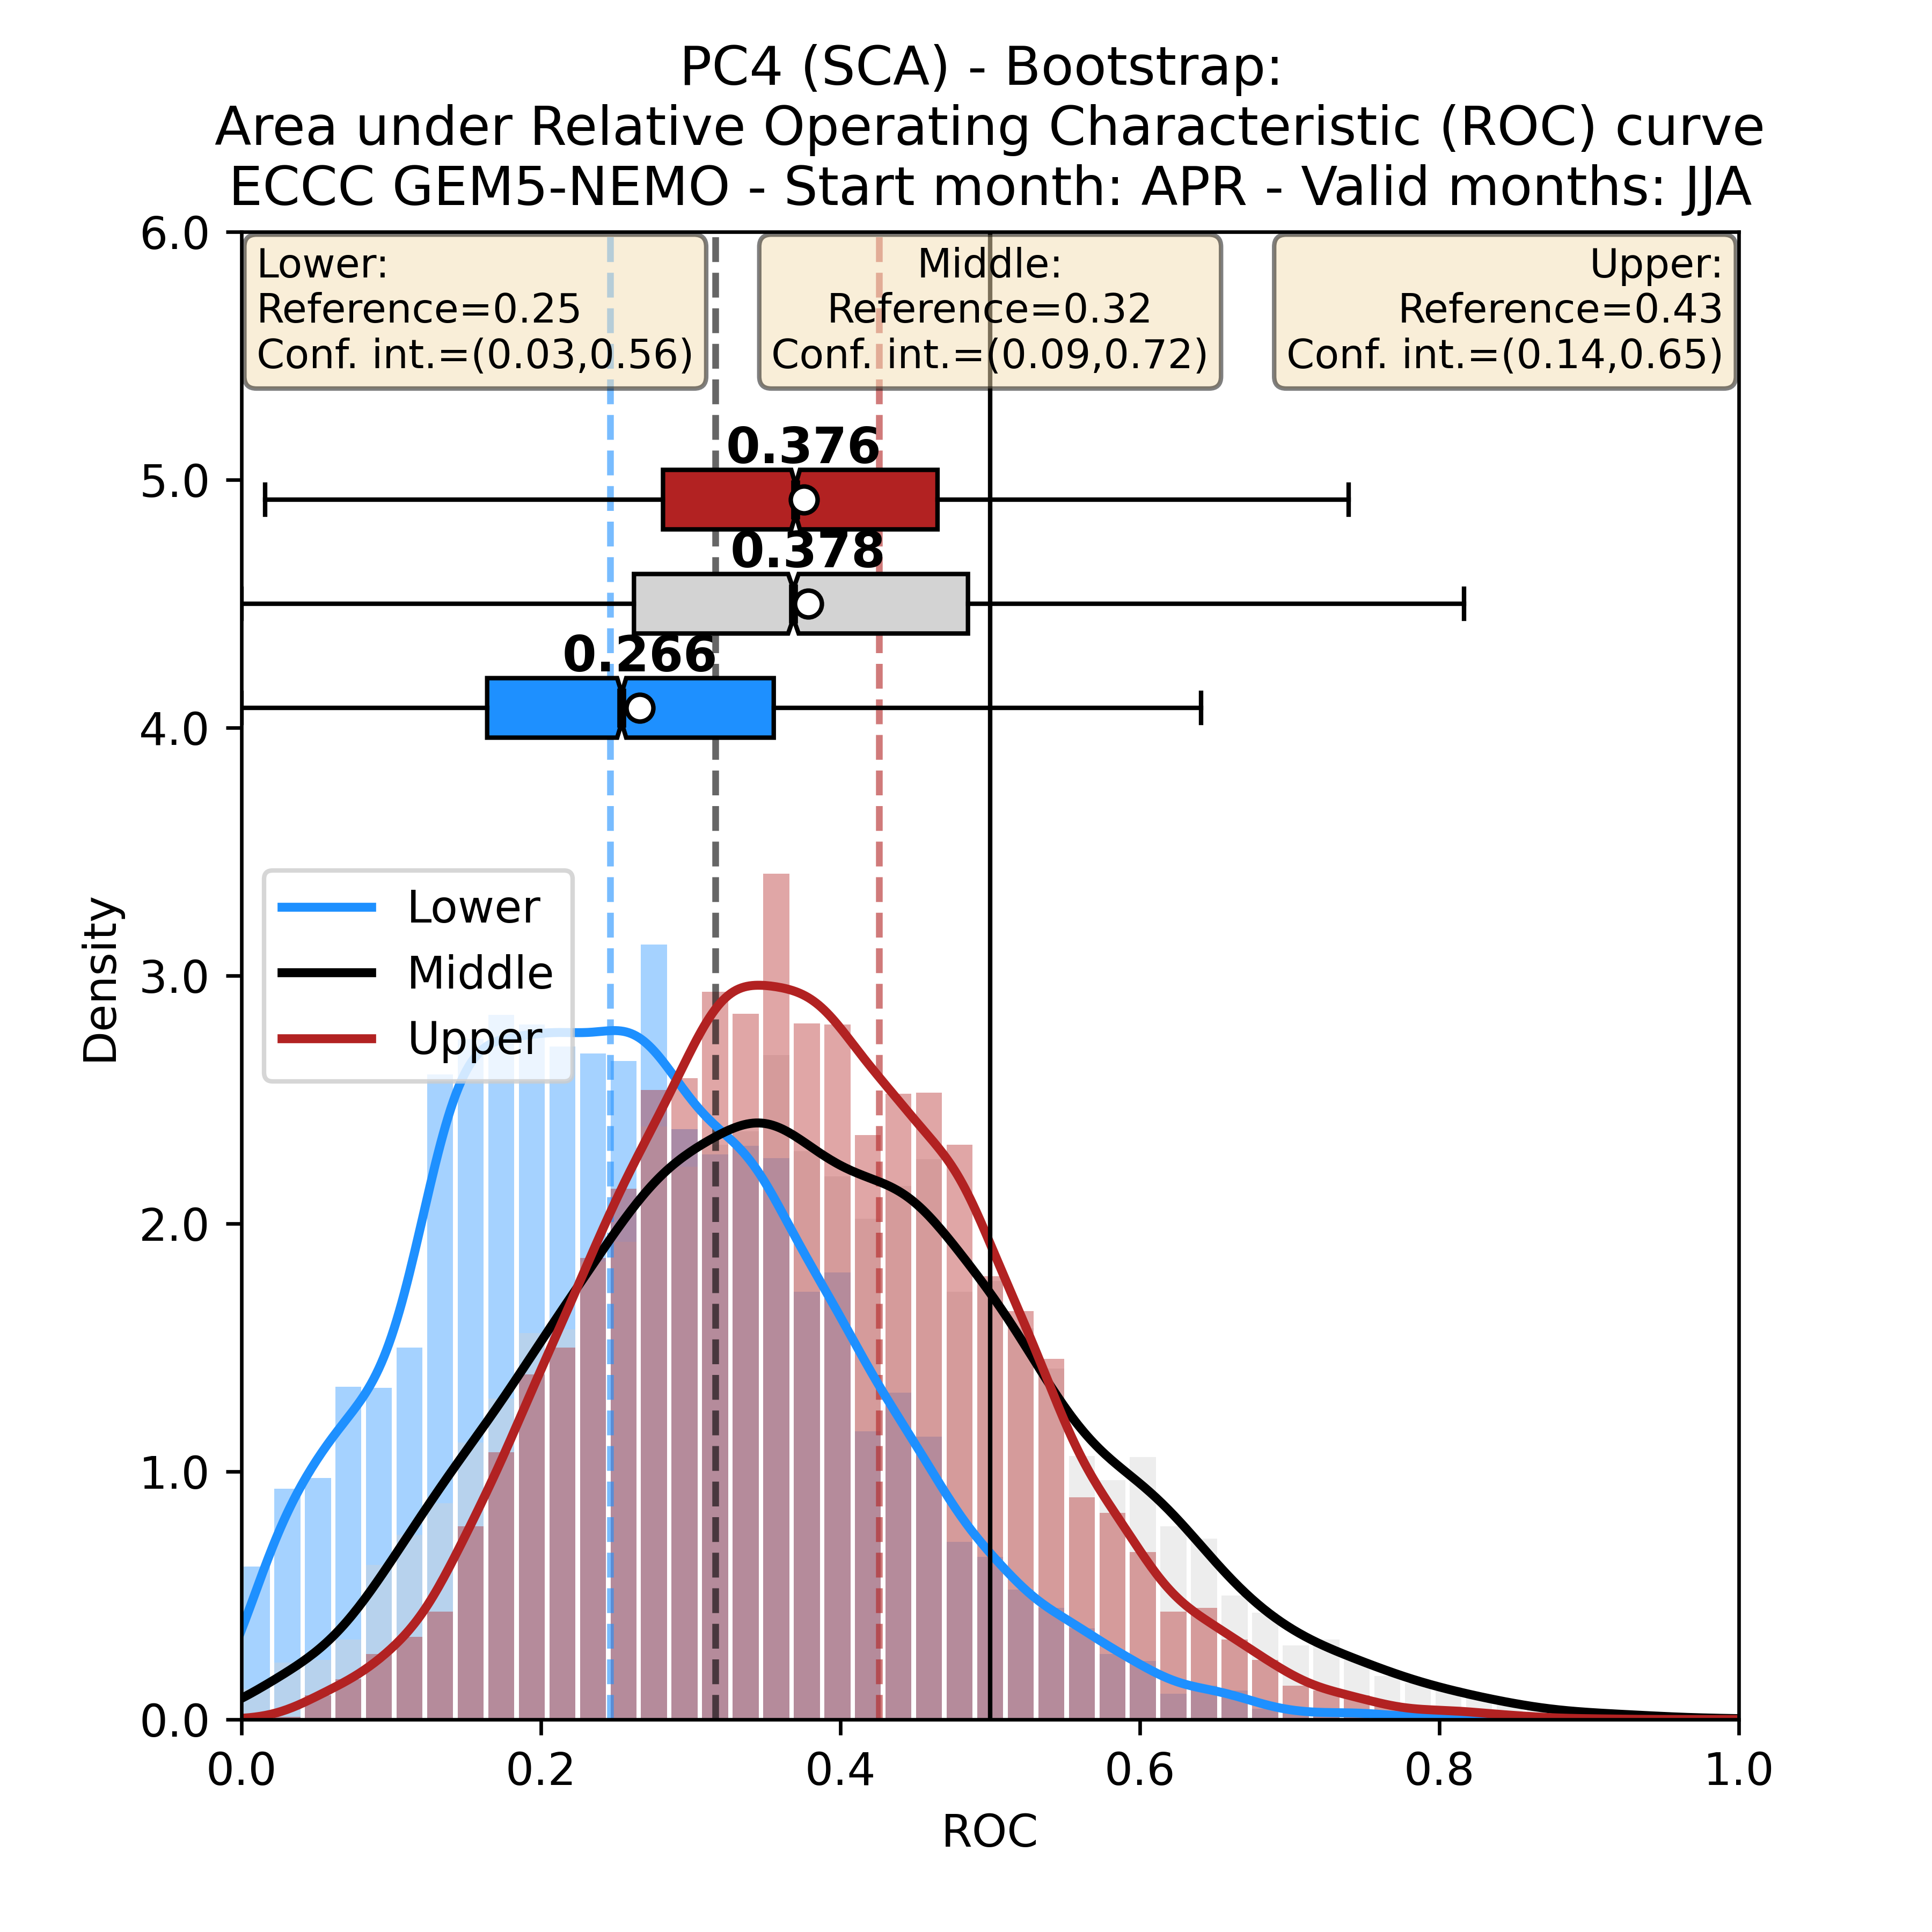 PC4 (SCA) - Bootstrap:
Area under Relative Operating Characteristic (ROC) curve
ECCC GEM5-NEMO - Start month: APR - Valid months: JJA
Lower:
Reference=0.25
Conf. int.=(0.03,0.56)
Middle:
Reference=0.32
Conf. int.=(0.09,0.72)
Upper:
Reference=0.43
Conf. int.=(0.14,0.65)
0.376
0.378
0.266
Lower
Middle
Upper
Density
6.0
5.0
4.0
3.0
2.0
1.0
0.0
0.0 0.2 0.4 0.6 0.8 1.0
ROC